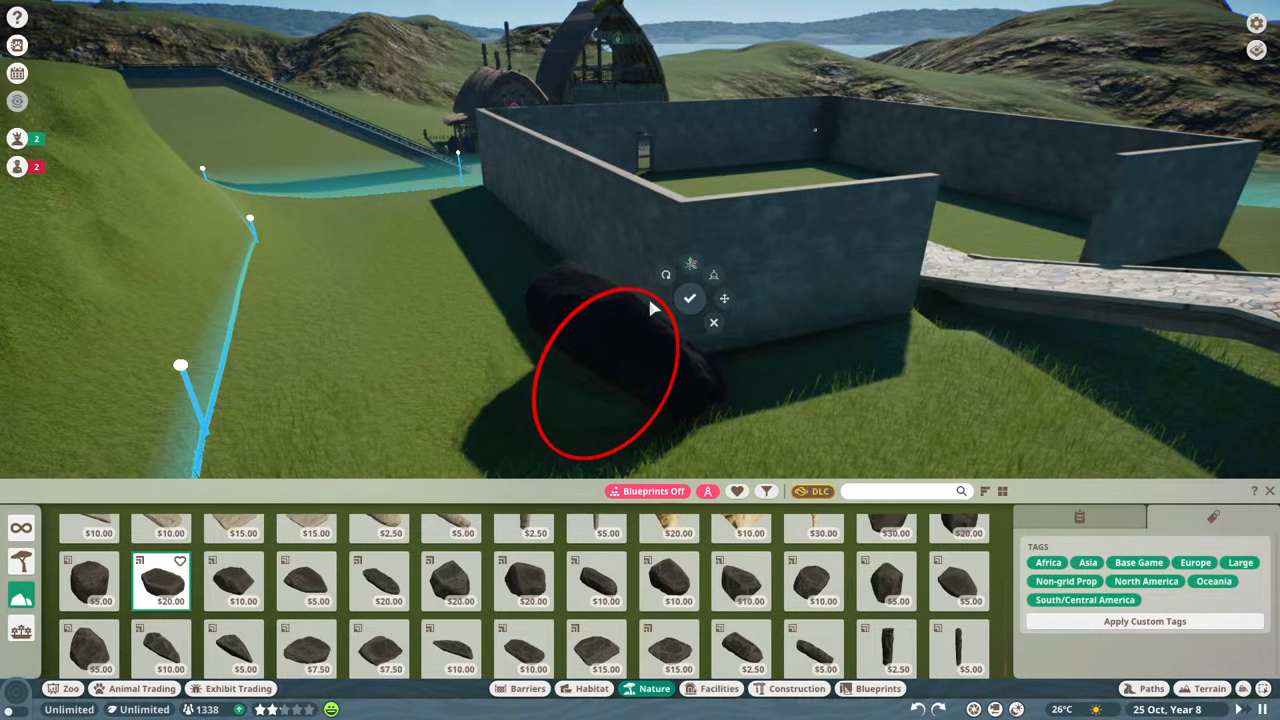 2
2
Blueprints Off
DLC
$10.00 $10.00 $15.00 $15.00 $2.50 $5.00 $2.50 $5.00 $20.00 $10.00 $30.00 $30.00 $20.00
$5.00 $20.00 $10.00 $5.00 $20.00 $20.00 $20.00 $10.00 $10.00 $10.00 $10.00 $5.00 $5.00
$5.00 $10.00 $5.00 $7.50 $7.50 $10.00 $10.00 $15.00 $15.00 $2.50 $5.00 $2.50 $5.00
TAGS
Africa Asia Base Game Europe Large
Non-grid Prop North America Oceania
South/Central America
Apply Custom Tags
Zoo Animal Trading Exhibit Trading Barriers Habitat Nature Facilities Construction Blueprints Paths Terrain
Unlimited Unlimited 1338 26°C 25 Oct, Year 8